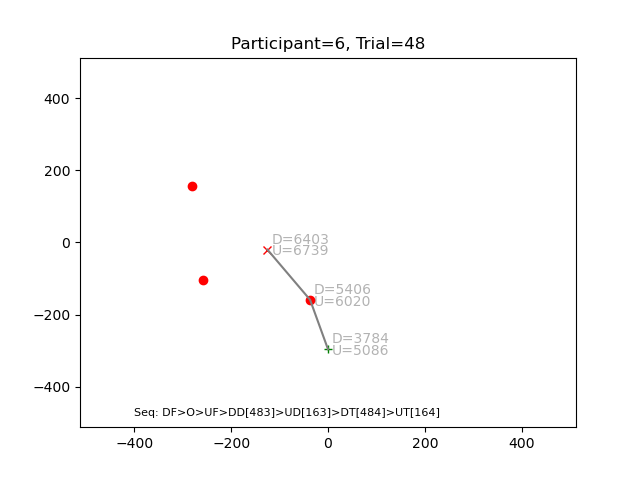 Participant=6, Trial=48
400
200
0
−200
−400
D=6403
U=6739
D=5406
U=6020
D=3784
U=5086
Seq: DF>O>UF>DD[483]>UD[163]>DT[484]>UT[164]
−400 −200 0 200 400